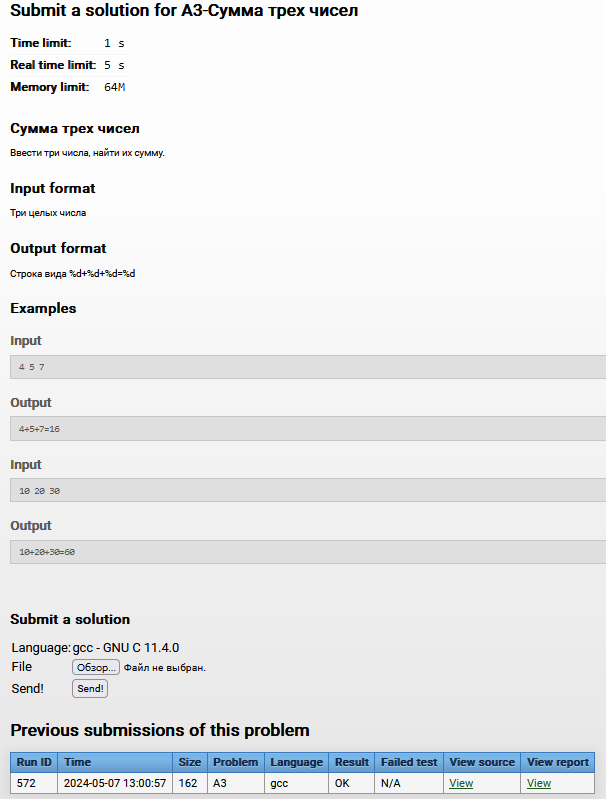 Submit a solution for A3-Сумма трех чисел
Time limit: 1 s
Real time limit: 5 s
Memory limit: 64M
Сумма трех чисел
Ввести три числа, найти их сумму.
Input format
Три целых числа
Output format
Строка вида %d+%d+%d=%d
Examples
Input
4 5 7
Output
4+5+7=16
Input
10 20 30
Output
10+20+30=60
Submit a solution
Language: gcc - GNU C 11.4.0
File Обзор... Файл не выбран.
Send! Send!
Previous submissions of this problem
Run ID Time Size Problem Language Result Failed test View source View report
572 2024-05-07 13:00:57 162 A3 gcc OK N/A View View